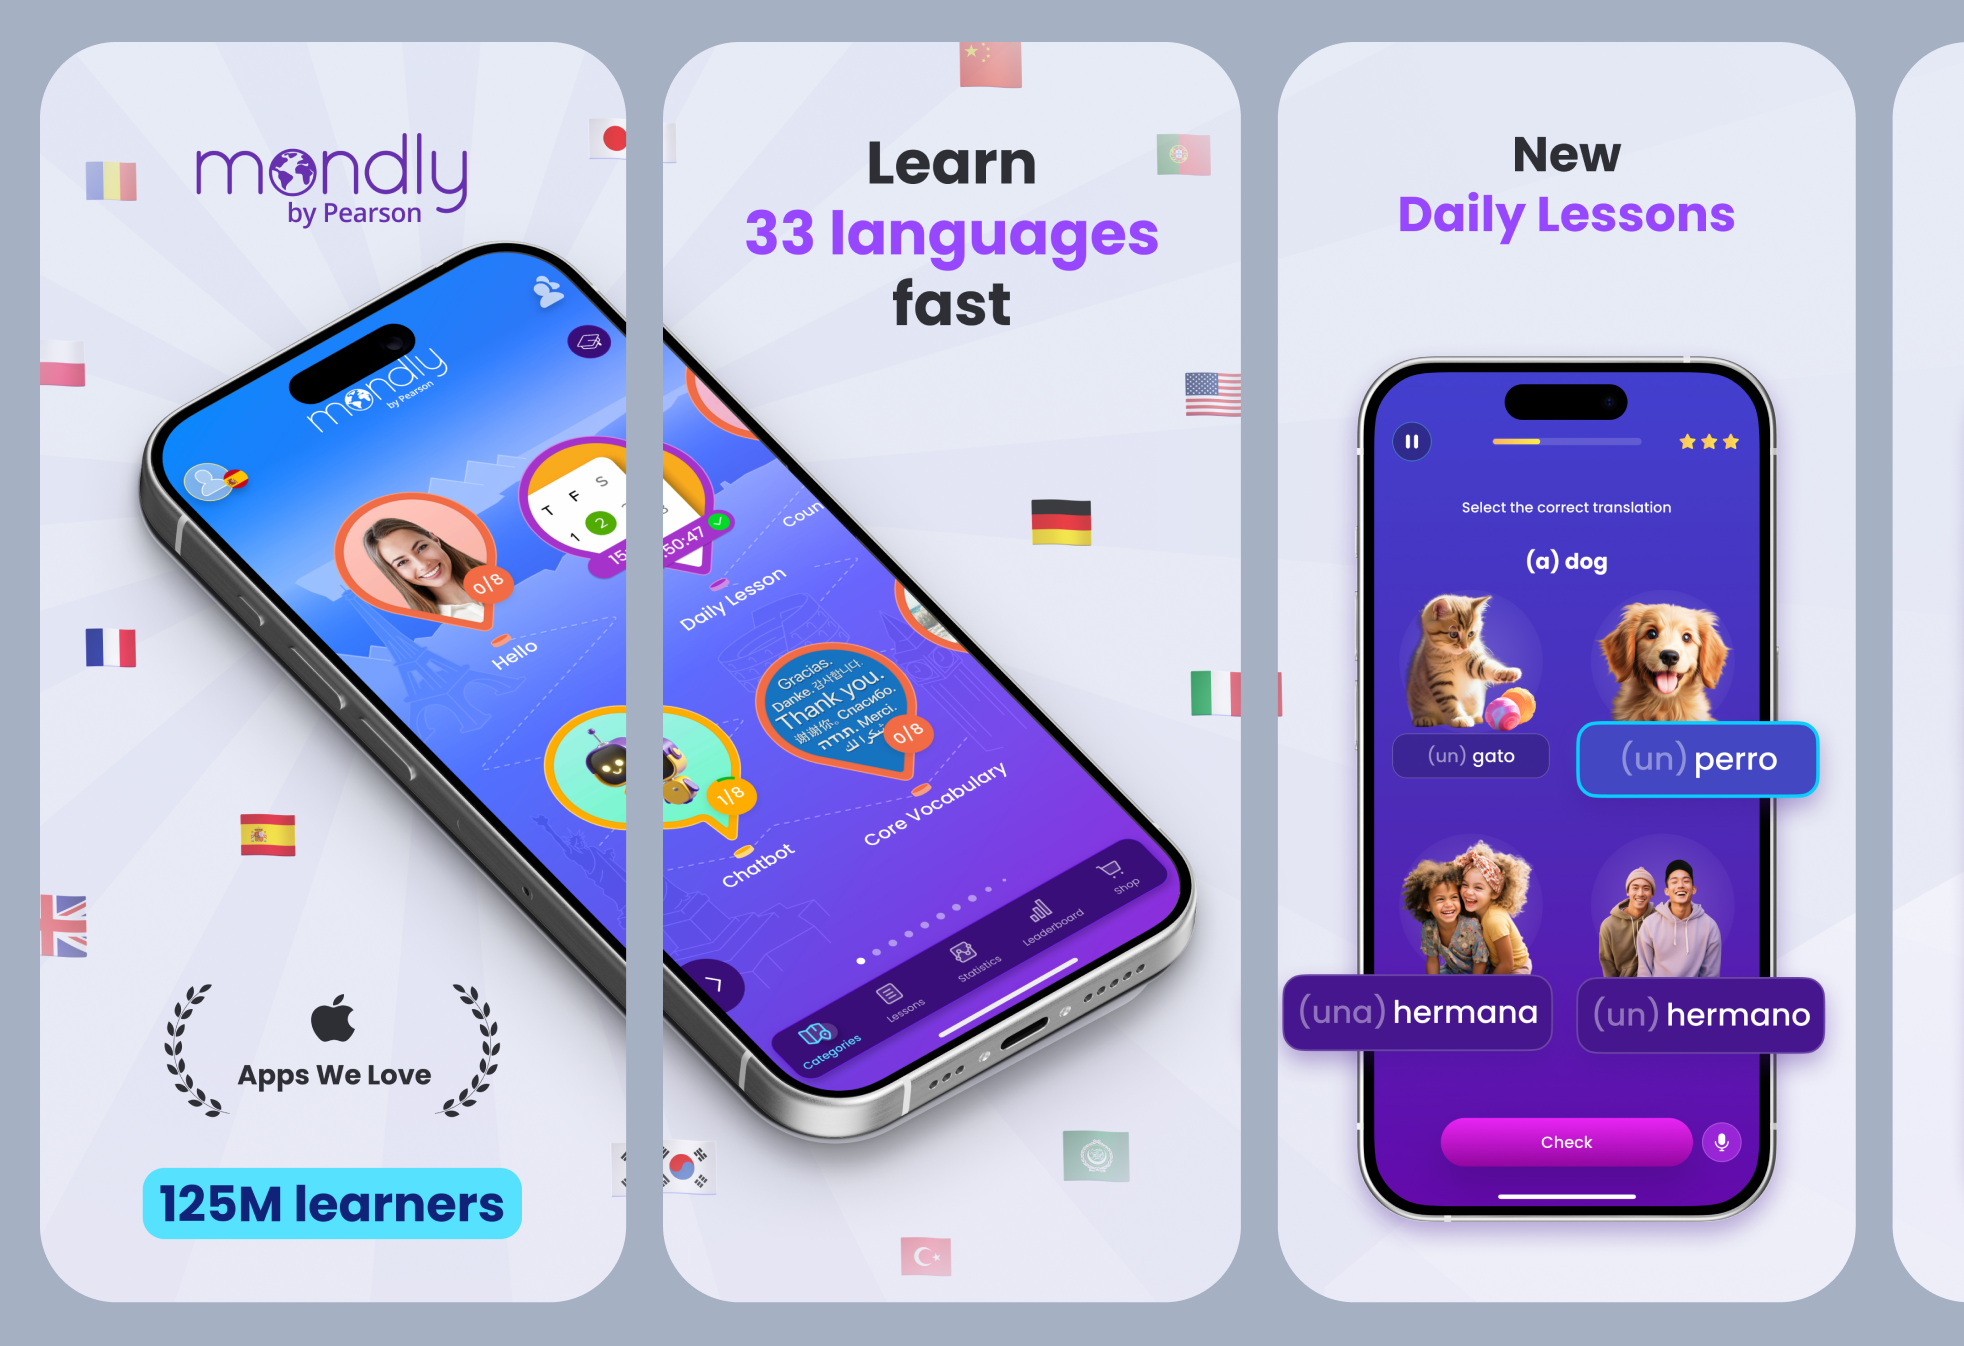 mondly
by Pearson
mondly
by Pearson
T F S
1 2
15:50:47
0/8
Hello
Daily Lesson
Coun
Gracias.
Danke. 감사합니다.
Thank you.
谢谢你。Спасибо.
תודה. Merci.
شكرا لك
0/8
1/8
Chatbot
Core Vocabulary
Categories
Lessons
Statistics
Leaderboard
Shop
Apps We Love
125M learners
Learn
33 languages
fast
New
Daily Lessons
Select the correct translation
(a) dog
(un) gato
(un) perro
(una) hermana
(un) hermano
Check